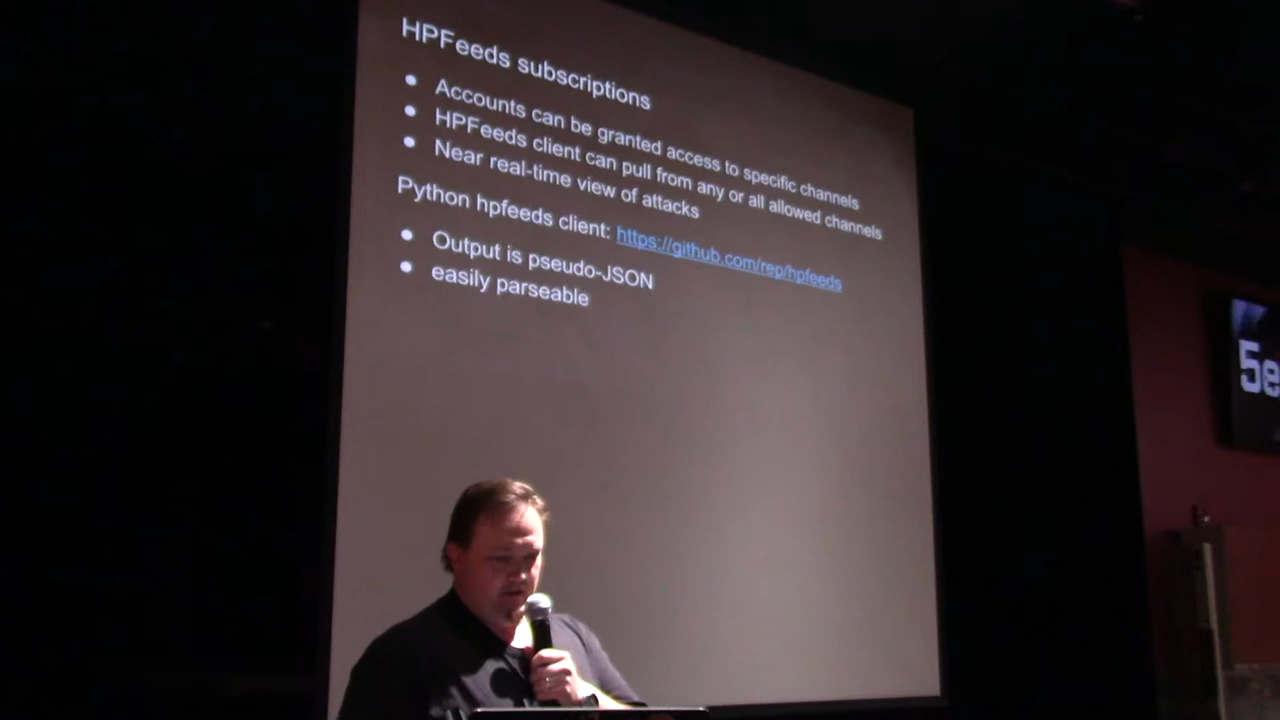 HPFeeds subscriptions
● Accounts can be granted access to specific channels
● HPFeeds client can pull from any or all allowed channels
● Near real-time view of attacks
Python hpfeeds client: https://github.com/rep/hpfeeds
● Output is pseudo-JSON
● easily parseable
5e